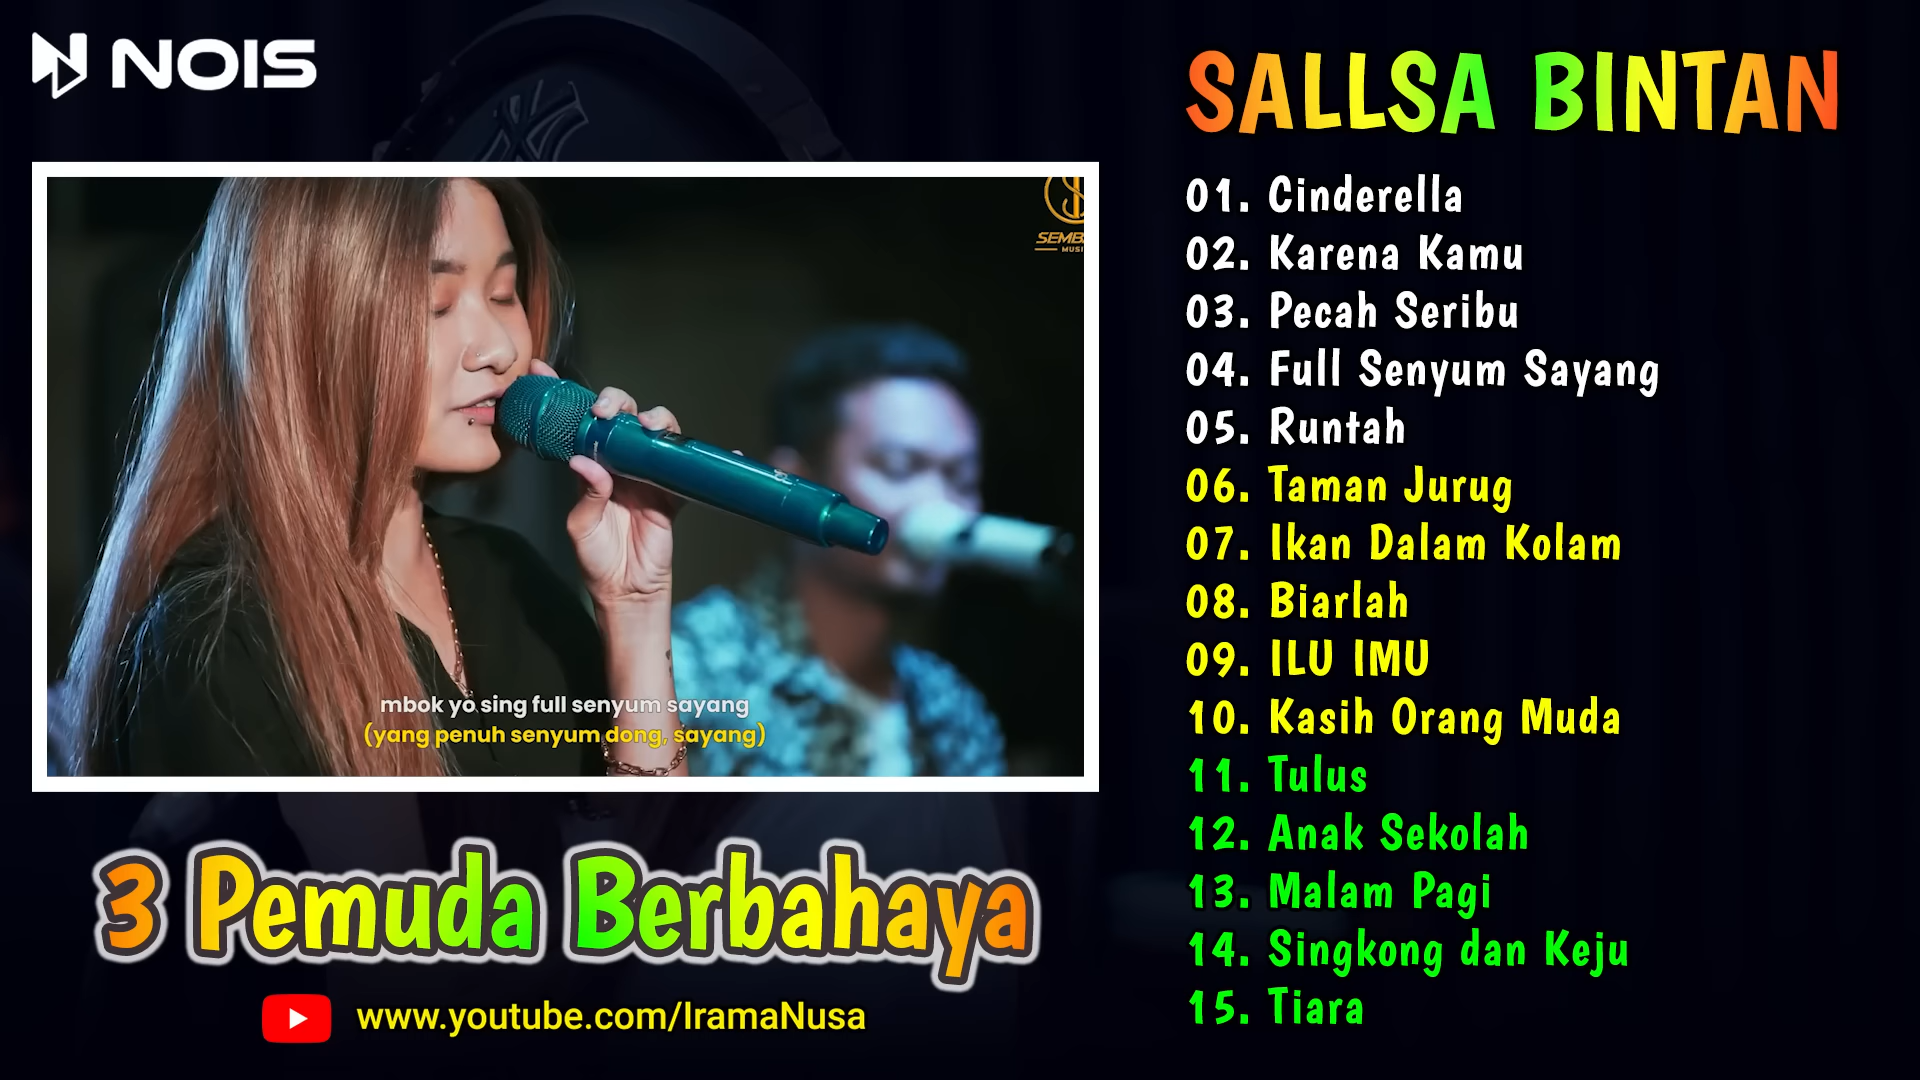 NOIS
SALLSA BINTAN
01. Cinderella
02. Karena Kamu
03. Pecah Seribu
04. Full Senyum Sayang
05. Runtah
06. Taman Jurug
07. Ikan Dalam Kolam
08. Biarlah
09. ILU IMU
10. Kasih Orang Muda
11. Tulus
12. Anak Sekolah
13. Malam Pagi
14. Singkong dan Keju
15. Tiara
mbok yo sing full senyum sayang
(yang penuh senyum dong, sayang)
3 Pemuda Berbahaya
www.youtube.com/IramaNusa